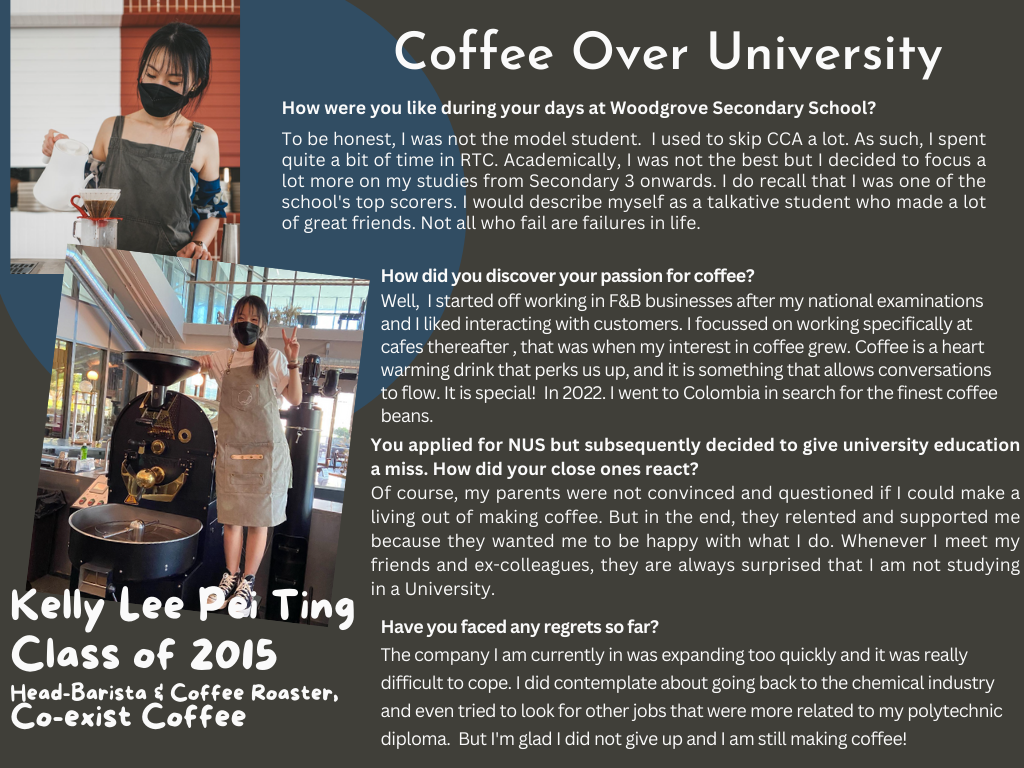 Coffee Over University
How were you like during your days at Woodgrove Secondary School?
To be honest, I was not the model student.  I used to skip CCA a lot. As such, I spent
quite a bit of time in RTC. Academically, I was not the best but I decided to focus a
lot more on my studies from Secondary 3 onwards. I do recall that I was one of the
school's top scorers. I would describe myself as a talkative student who made a lot
of great friends. Not all who fail are failures in life.
How did you discover your passion for coffee?
Well,  I started off working in F&B businesses after my national examinations
and I liked interacting with customers. I focussed on working specifically at
cafes thereafter , that was when my interest in coffee grew. Coffee is a heart
warming drink that perks us up, and it is something that allows conversations
to flow. It is special!  In 2022. I went to Colombia in search for the finest coffee
beans.
You applied for NUS but subsequently decided to give university education
a miss. How did your close ones react?
Of course, my parents were not convinced and questioned if I could make a
living out of making coffee. But in the end, they relented and supported me
because they wanted me to be happy with what I do. Whenever I meet my
friends and ex-colleagues, they are always surprised that I am not studying
in a University.
Have you faced any regrets so far?
The company I am currently in was expanding too quickly and it was really
difficult to cope. I did contemplate about going back to the chemical industry
and even tried to look for other jobs that were more related to my polytechnic
diploma.  But I'm glad I did not give up and I am still making coffee!
Kelly Lee Pei Ting
Class of 2015
Head-Barista & Coffee Roaster,
Co-exist Coffee